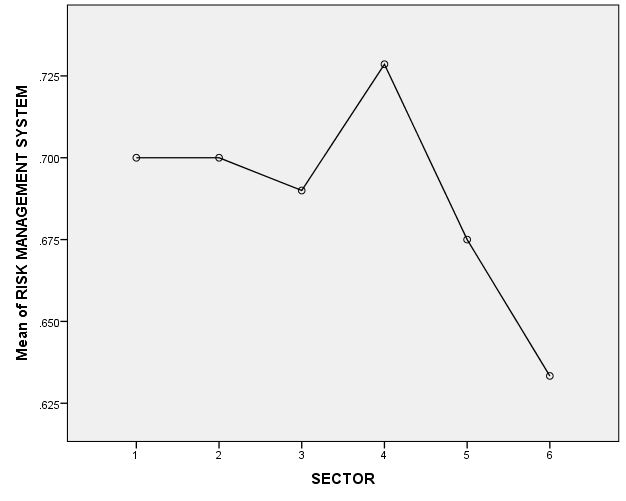 Mean of RISK MANAGEMENT SYSTEM
.725
.700
.675
.650
.625
1 2 3 4 5 6
SECTOR